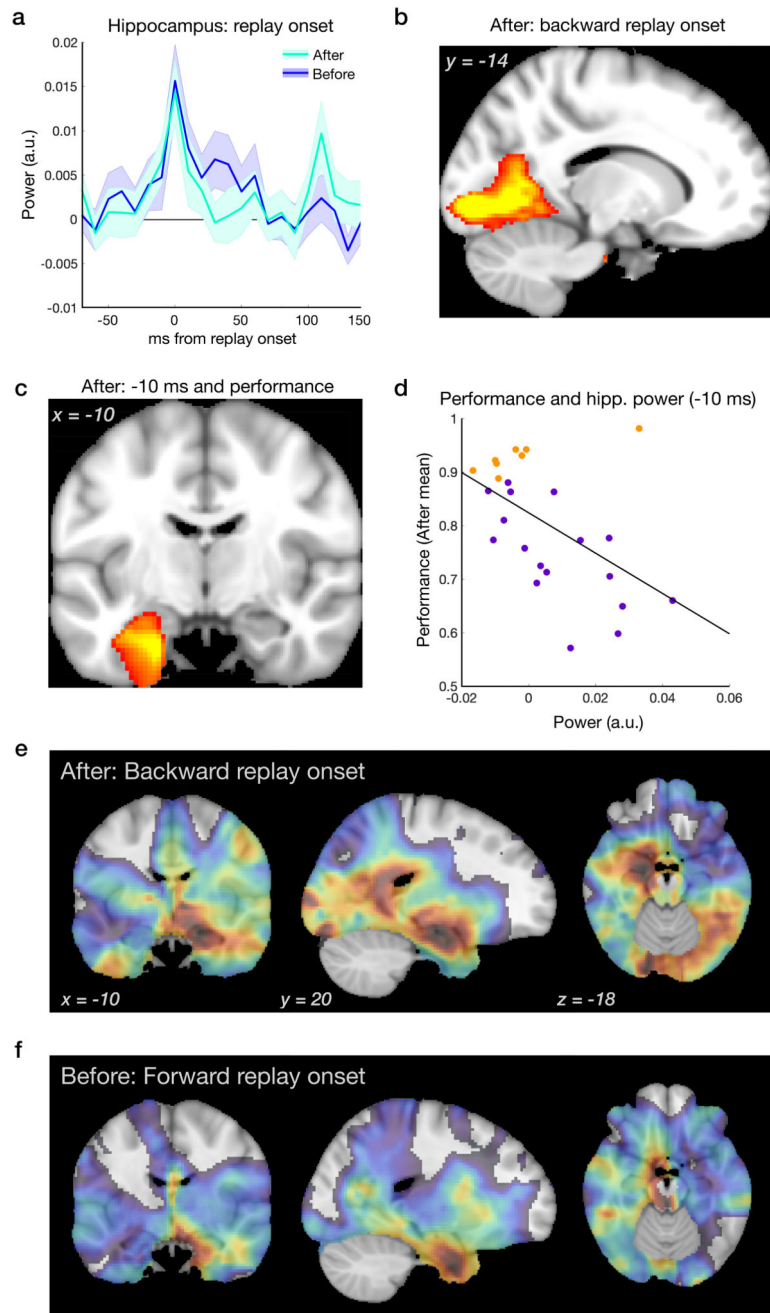 a
Hippocampus: replay onset
0.02
0.015
0.01
0.005
0
-0.005
-0.01
Power (a.u.)
After
Before
-50
0
50
100
150
ms from replay onset
b
After: backward replay onset
y = -14
c
After: -10 ms and performance
x = -10
d
Performance and hipp. power (-10 ms)
1
0.9
0.8
0.7
0.6
0.5
Performance (After mean)
-0.02
0
0.02
0.04
0.06
Power (a.u.)
e
After: Backward replay onset
x = -10
y = 20
z = -18
f
Before: Forward replay onset